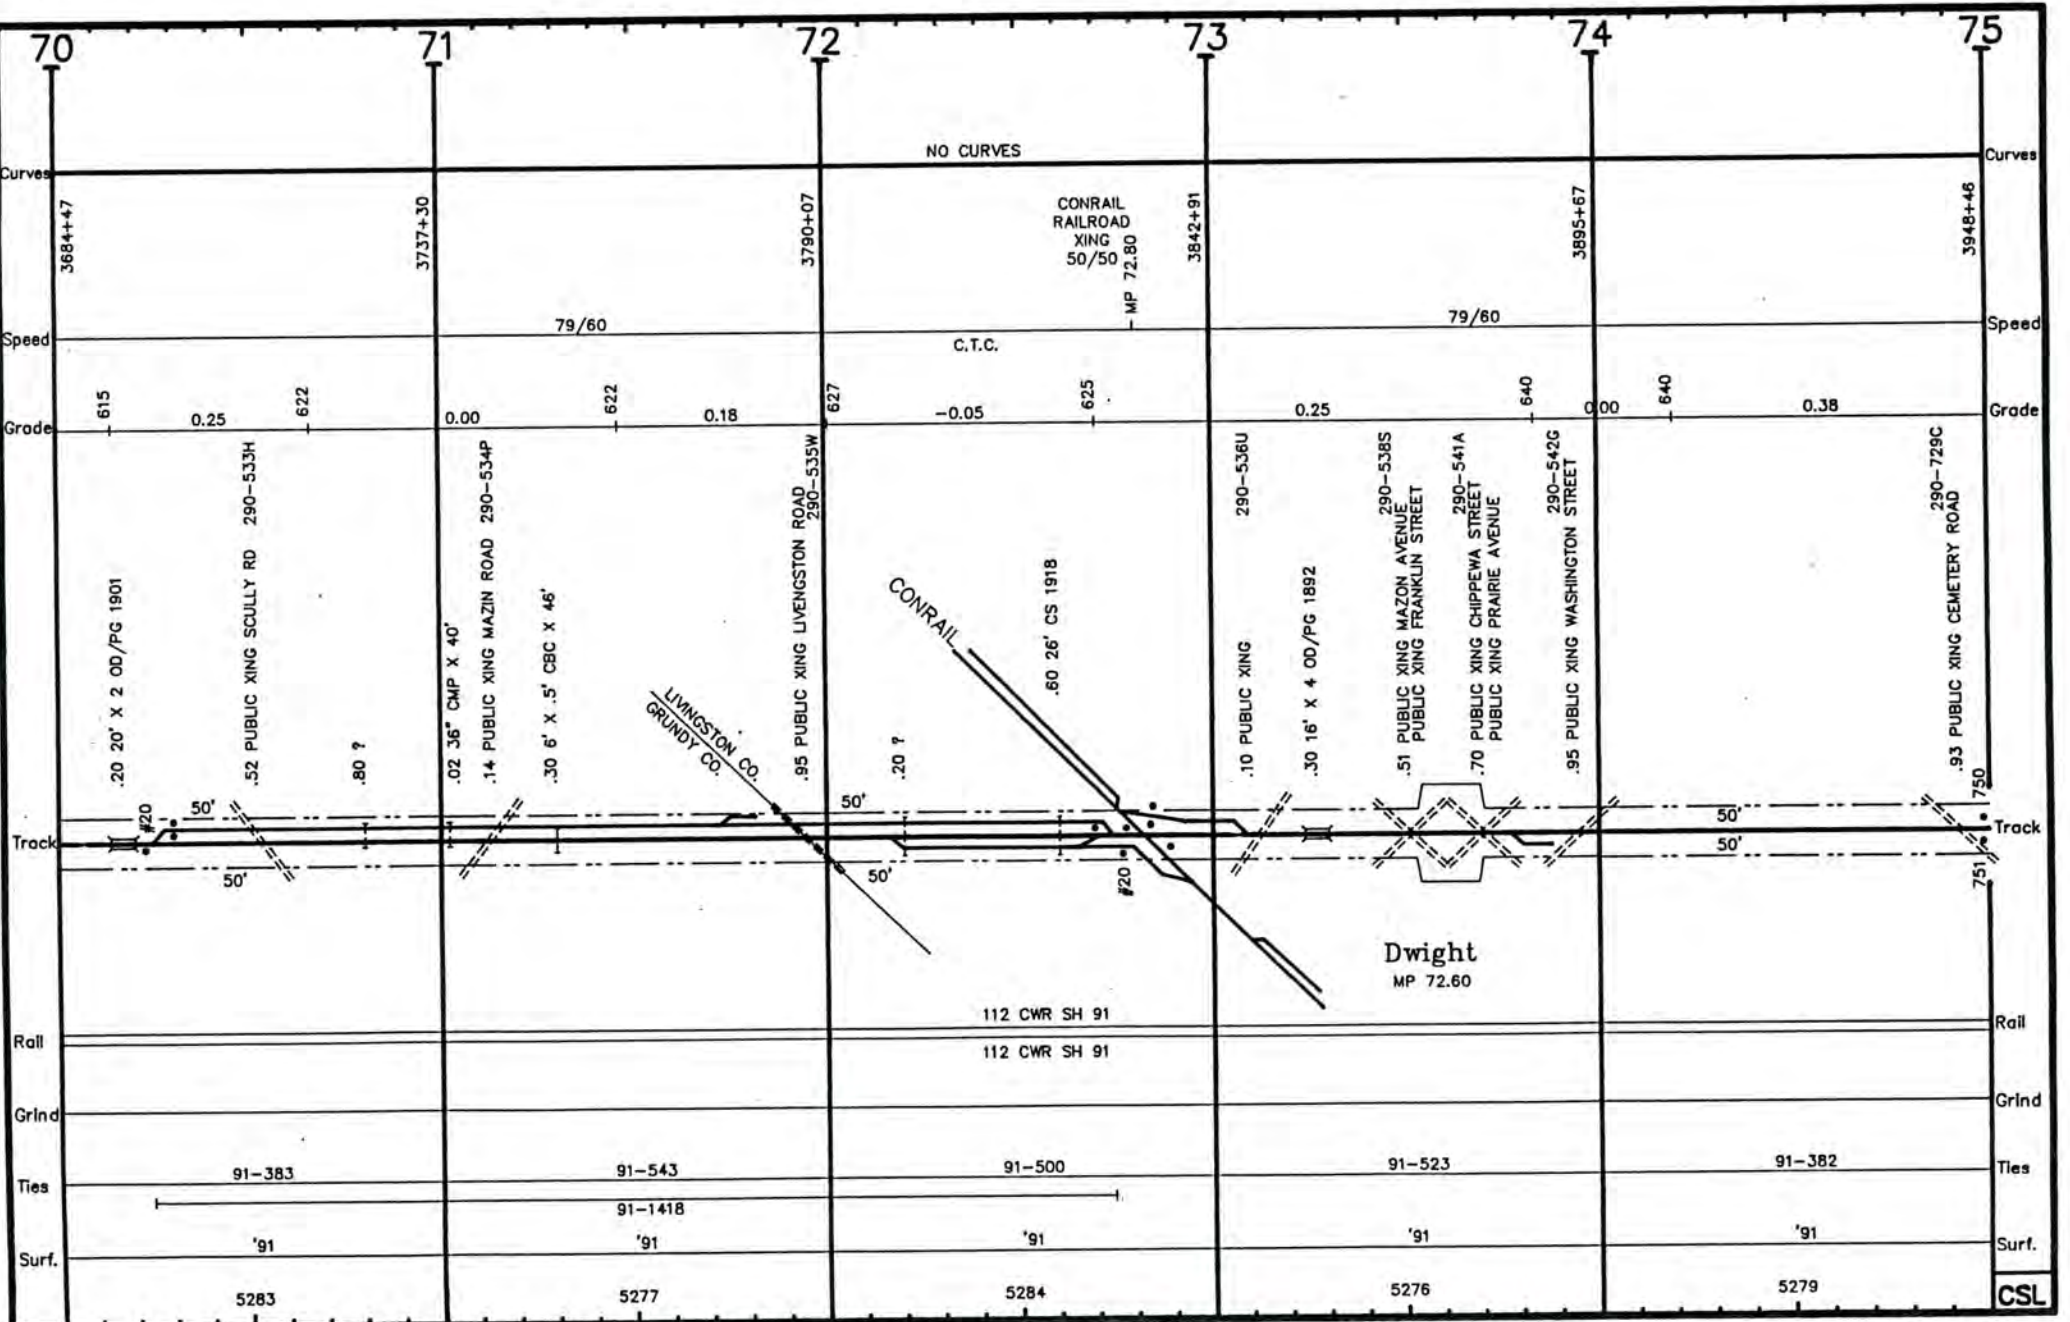 70
71
72
73
74
75
NO CURVES
Curves
Curves
3684+47
3737+30
3790+07
CONRAIL
RAILROAD
XING
50/50
MP 72.80
3842+91
3895+67
3948+46
Speed
79/60
C.T.C.
79/60
Speed
Grade
615
0.25
622
0.00
622
0.18
627
-0.05
625
0.25
640
0.00
640
0.38
Grade
.20 20' X 2 OD/PG 1901
.52 PUBLIC XING SCULLY RD 290-533H
.80 ?
.02 36" CMP X 40'
.14 PUBLIC XING MAZIN ROAD 290-534P
.30 6' X .5' CBC X 46'
LIVINGSTON CO.
GRUNDY CO.
.95 PUBLIC XING LIVENGSTON ROAD
290-535W
.20 ?
CONRAIL
.60 26' CS 1918
.10 PUBLIC XING 290-536U
.30 16' X 4 OD/PG 1892
290-538S
.51 PUBLIC XING MAZON AVENUE
PUBLIC XING FRANKLIN STREET
290-541A
.70 PUBLIC XING CHIPPEWA STREET
PUBLIC XING PRAIRIE AVENUE
290-542G
.95 PUBLIC XING WASHINGTON STREET
290-729C
.93 PUBLIC XING CEMETERY ROAD
Track
#20
50'
50'
50'
50'
#20
50'
50'
750
751
Track
Dwight
MP 72.60
Rail
112 CWR SH 91
112 CWR SH 91
Rail
Grind
Grind
Ties
91-383
91-543
91-500
91-523
91-382
Ties
91-1418
Surf.
'91
'91
'91
'91
'91
Surf.
5283
5277
5284
5276
5279
CSL